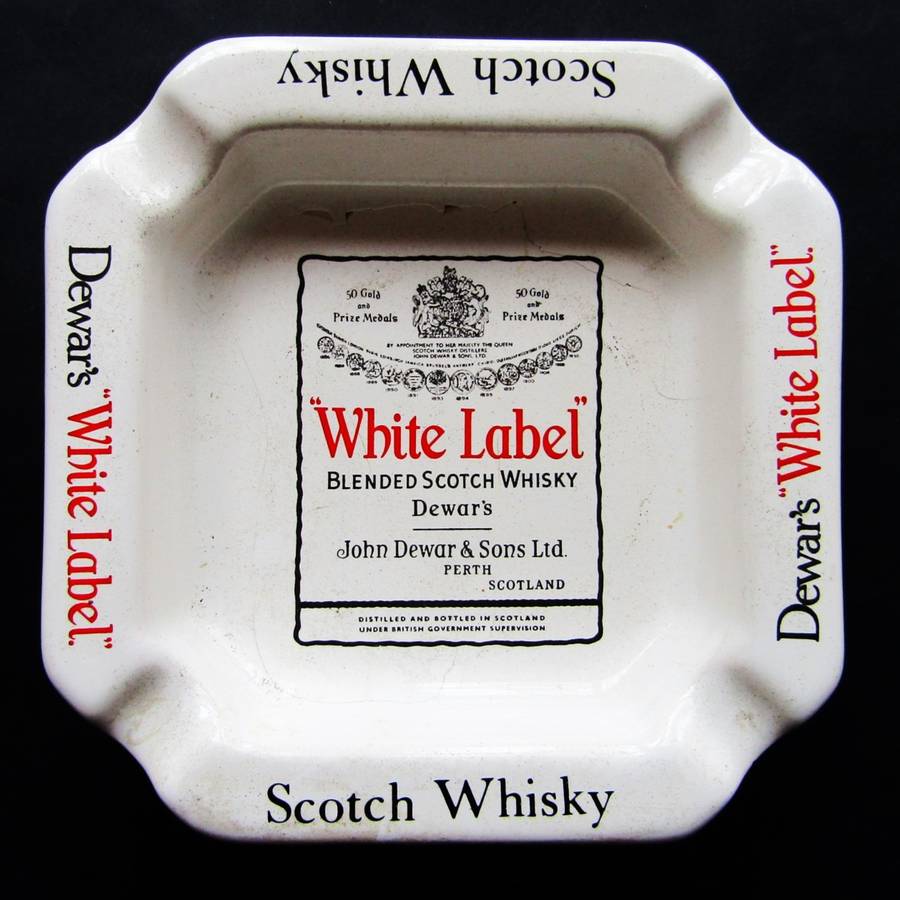 Scotch Whisky
Dewar's "White Label".
50 Gold
and
Prize Medals
50 Gold
and
Prize Medals
BY APPOINTMENT TO HER MAJESTY THE QUEEN
SCOTCH WHISKY DISTILLERS
JOHN DEWAR & SONS LTD.
"White Label"
BLENDED SCOTCH WHISKY
Dewar's
John Dewar & Sons Ltd.
PERTH
SCOTLAND
DISTILLED AND BOTTLED IN SCOTLAND
UNDER BRITISH GOVERNMENT SUPERVISION
Dewar's "White Label".
Scotch Whisky